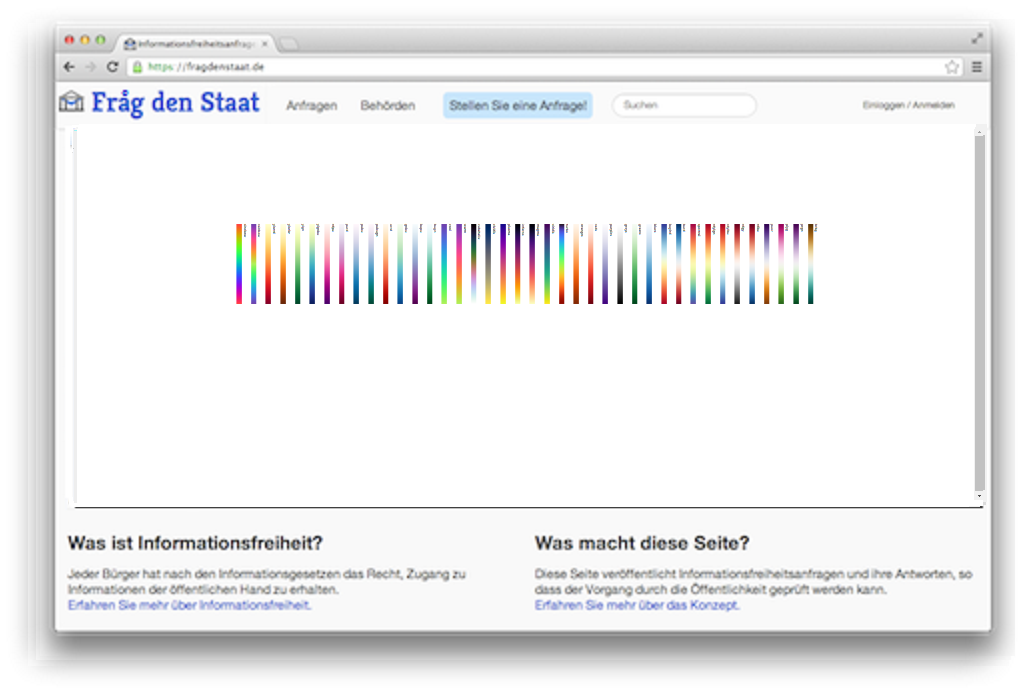 Informationsfreiheitsanfrag
https://fragdenstaat.de
Fråg den Staat
Anfragen
Behörden
Stellen Sie eine Anfrage!
Suchen
Einloggen / Anmelden
Was ist Informationsfreiheit?
Jeder Bürger hat nach den Informationsgesetzen das Recht, Zugang zu
Informationen der öffentlichen Hand zu erhalten.
Erfahren Sie mehr über Informationsfreiheit.
Was macht diese Seite?
Diese Seite veröffentlicht Informationsfreiheitsanfragen und ihre Antworten, so
dass der Vorgang durch die Öffentlichkeit geprüft werden kann.
Erfahren Sie mehr über das Konzept.